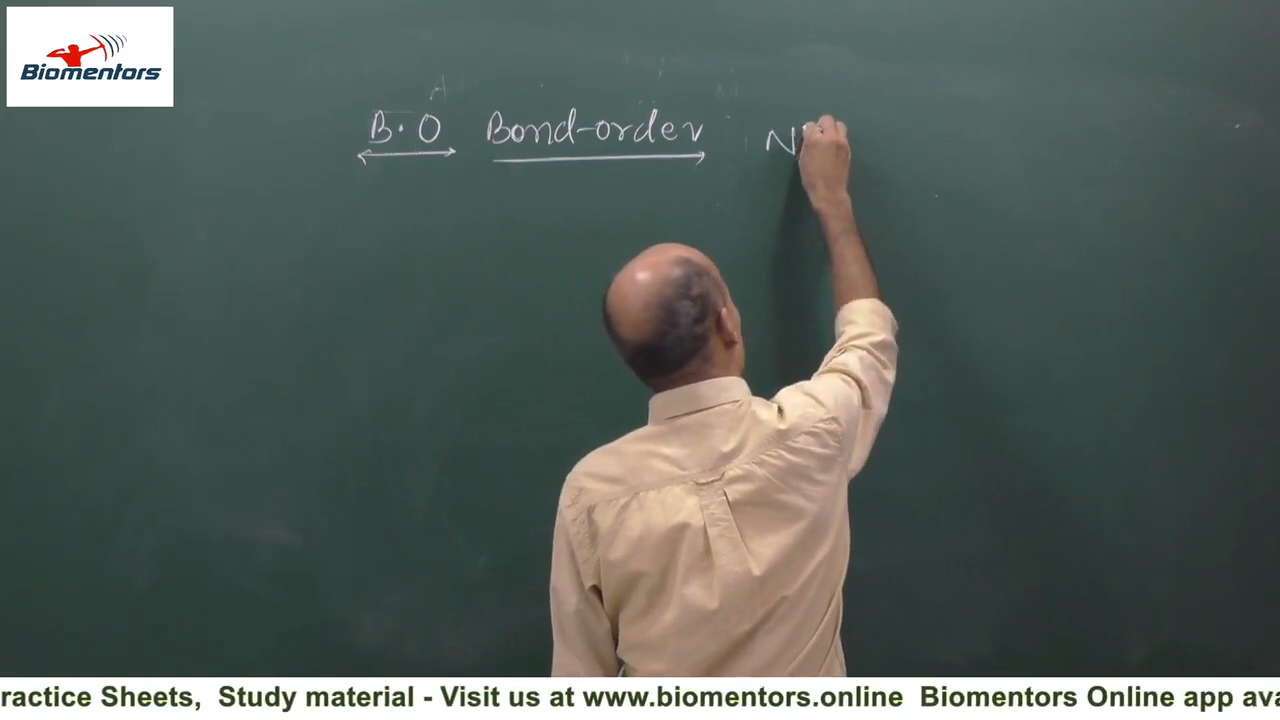 Biomentors
B.O Bond-order N
ractice Sheets, Study material - Visit us at www.biomentors.online Biomentors Online app ava